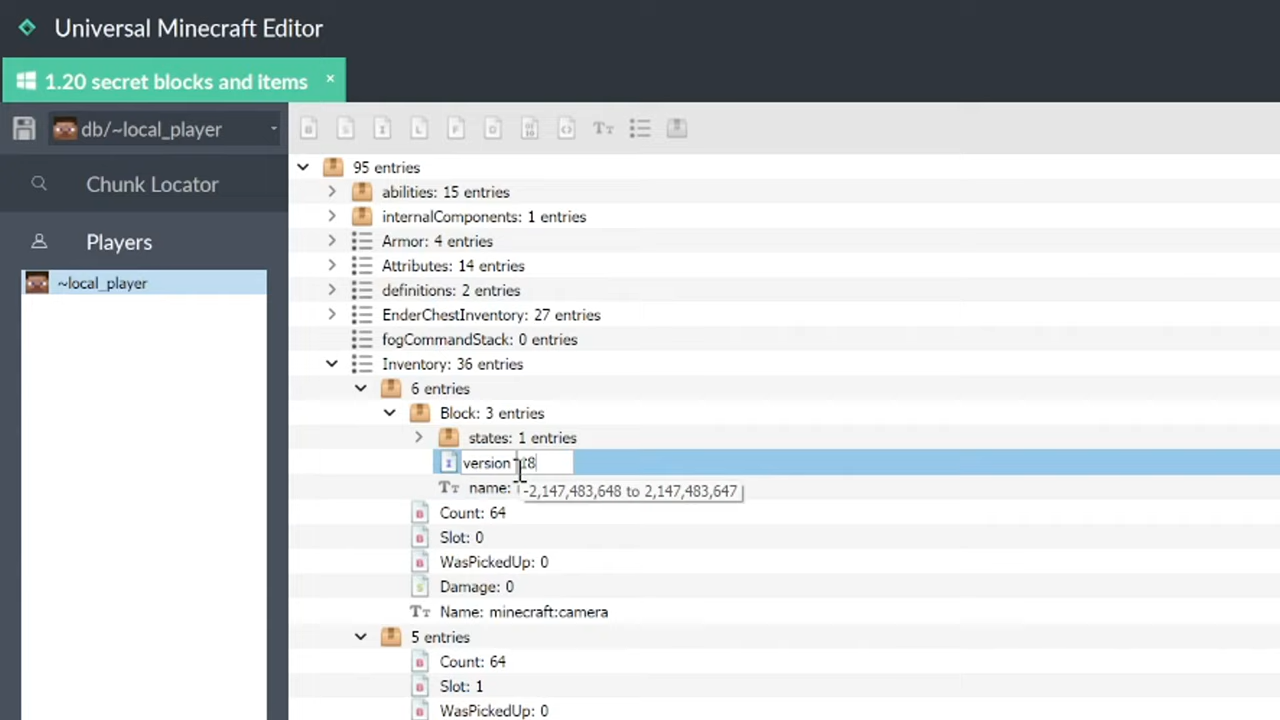 Universal Minecraft Editor
1.20 secret blocks and items ×
db/~local_player
Chunk Locator
Players
~local_player
95 entries
abilities: 15 entries
internalComponents: 1 entries
Armor: 4 entries
Attributes: 14 entries
definitions: 2 entries
EnderChestInventory: 27 entries
fogCommandStack: 0 entries
Inventory: 36 entries
6 entries
Block: 3 entries
states: 1 entries
version
name:
-2,147,483,648 to 2,147,483,647
Count: 64
Slot: 0
WasPickedUp: 0
Damage: 0
Name: minecraft:camera
5 entries
Count: 64
Slot: 1
WasPickedUp: 0